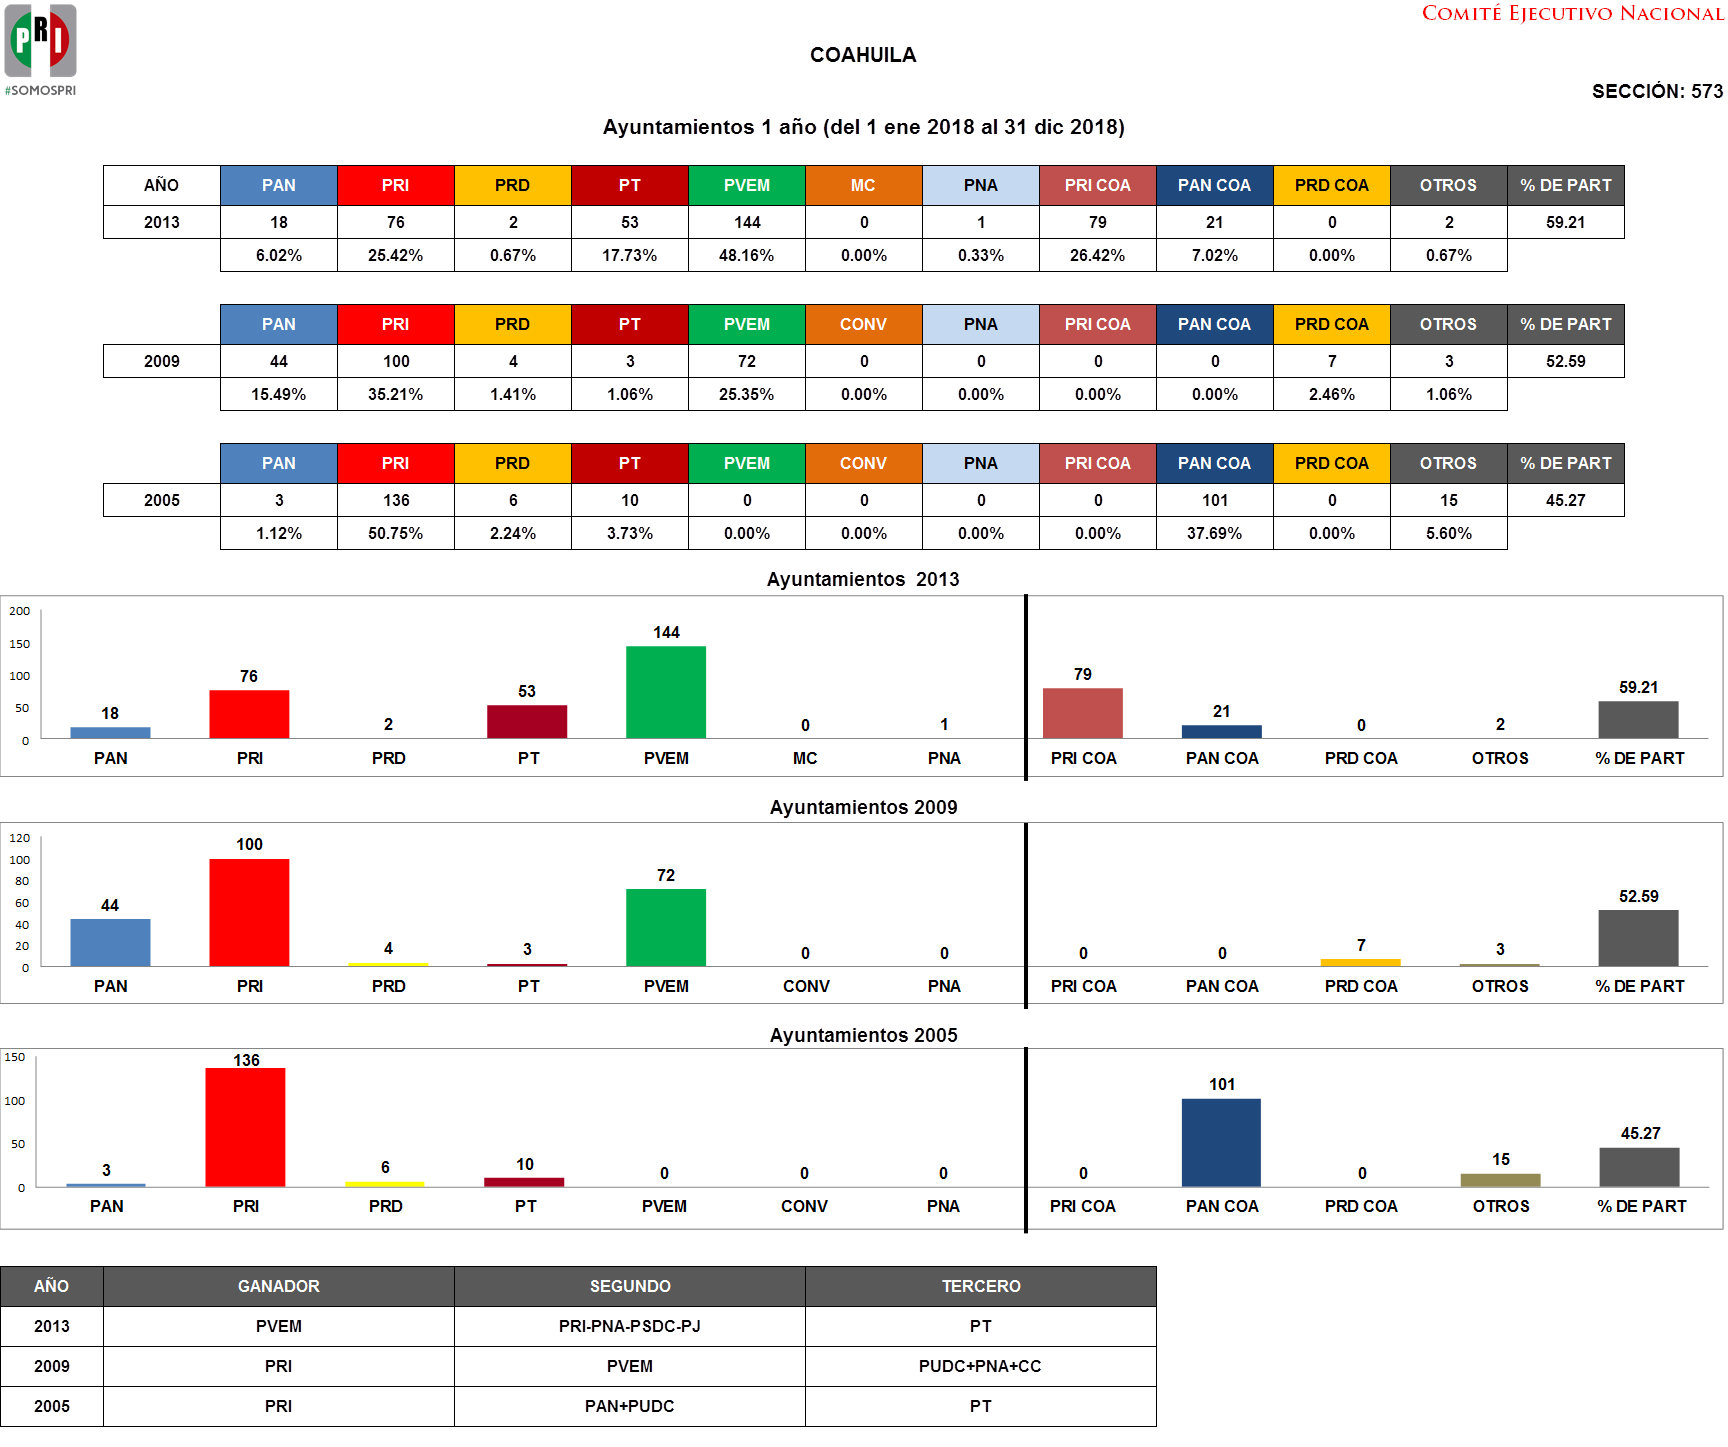 COMITÉ EJECUTIVO NACIONAL
PRI
#SOMOSPRI
COAHUILA
SECCIÓN: 573
Ayuntamientos 1 año (del 1 ene 2018 al 31 dic 2018)
AÑO PAN PRI PRD PT PVEM MC PNA PRI COA PAN COA PRD COA OTROS % DE PART
2013 18 76 2 53 144 0 1 79 21 0 2 59.21
6.02% 25.42% 0.67% 17.73% 48.16% 0.00% 0.33% 26.42% 7.02% 0.00% 0.67%
PAN PRI PRD PT PVEM CONV PNA PRI COA PAN COA PRD COA OTROS % DE PART
2009 44 100 4 3 72 0 0 0 0 7 3 52.59
15.49% 35.21% 1.41% 1.06% 25.35% 0.00% 0.00% 0.00% 0.00% 2.46% 1.06%
PAN PRI PRD PT PVEM CONV PNA PRI COA PAN COA PRD COA OTROS % DE PART
2005 3 136 6 10 0 0 0 0 101 0 15 45.27
1.12% 50.75% 2.24% 3.73% 0.00% 0.00% 0.00% 0.00% 37.69% 0.00% 5.60%
Ayuntamientos 2013
200
150
100
50
0
18 76 2 53 144 0 1 79 21 0 2 59.21
PAN PRI PRD PT PVEM MC PNA PRI COA PAN COA PRD COA OTROS % DE PART
Ayuntamientos 2009
120
100
80
60
40
20
0
44 100 4 3 72 0 0 0 0 7 3 52.59
PAN PRI PRD PT PVEM CONV PNA PRI COA PAN COA PRD COA OTROS % DE PART
Ayuntamientos 2005
150
100
50
0
3 136 6 10 0 0 0 0 101 0 15 45.27
PAN PRI PRD PT PVEM CONV PNA PRI COA PAN COA PRD COA OTROS % DE PART
AÑO GANADOR SEGUNDO TERCERO
2013 PVEM PRI-PNA-PSDC-PJ PT
2009 PRI PVEM PUDC+PNA+CC
2005 PRI PAN+PUDC PT